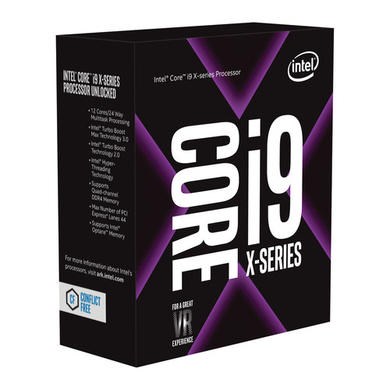 INTEL® CORE™ i9 X-SERIES
PROCESSOR UNLOCKED
• 12 Cores/24 Way
Multitask Processing
• Intel® Turbo Boost
Max Technology 3.0
• Intel® Turbo Boost
Technology 2.0
• Intel® Hyper-
Threading
Technology
• Supports
Quad-channel
DDR4 Memory
• Max Number of PCI
Express® Lanes 44
• Supports Intel®
Optane™ Memory
For more information about Intel's
processors, visit ark.intel.com
CF
CONFLICT
FREE
Intel® Core™ i9 X-series Processor
intel
CORE
i9
X-SERIES
FOR A GREAT
VR
EXPERIENCE